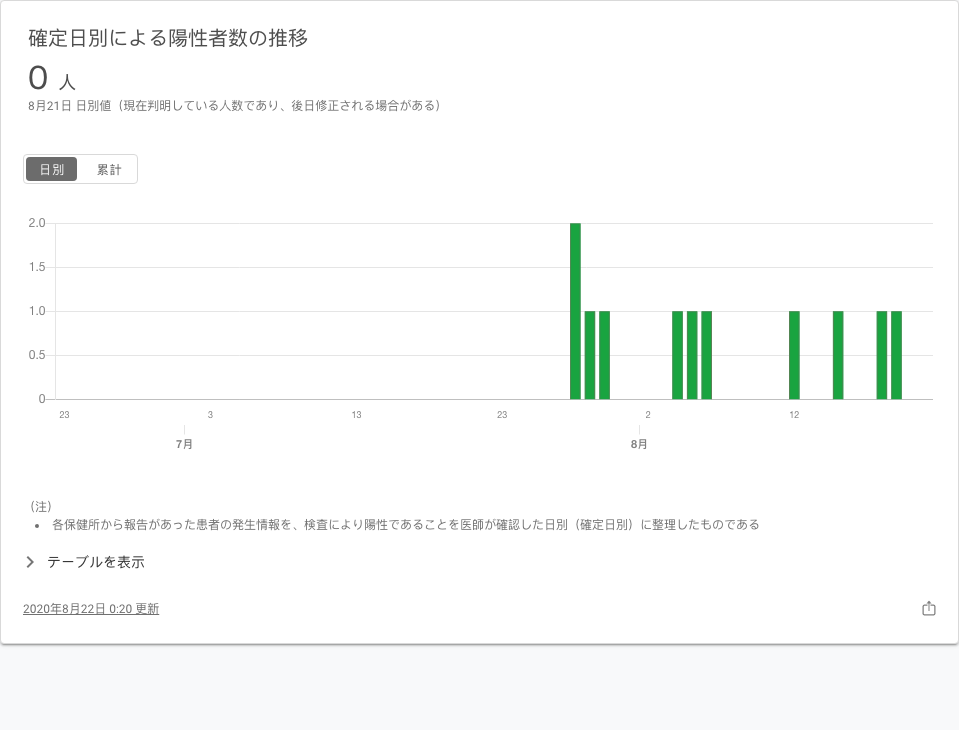 確定日別による陽性者数の推移
0 人
8月21日 日別値（現在判明している人数であり、後日修正される場合がある）
日別 累計
2.0
1.5
1.0
0.5
0
23 3 13 23 2 12
7月 8月
（注）
• 各保健所から報告があった患者の発生情報を、検査により陽性であることを医師が確認した日別（確定日別）に整理したものである
テーブルを表示
2020年8月22日 0:20 更新